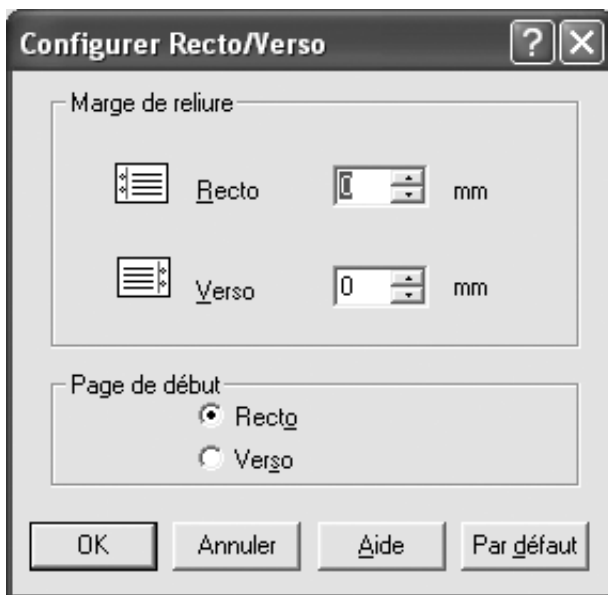 Configurer Recto/Verso
Marge de reliure
Recto 0 mm
Verso 0 mm
Page de début
Recto
Verso
OK Annuler Aide Par défaut